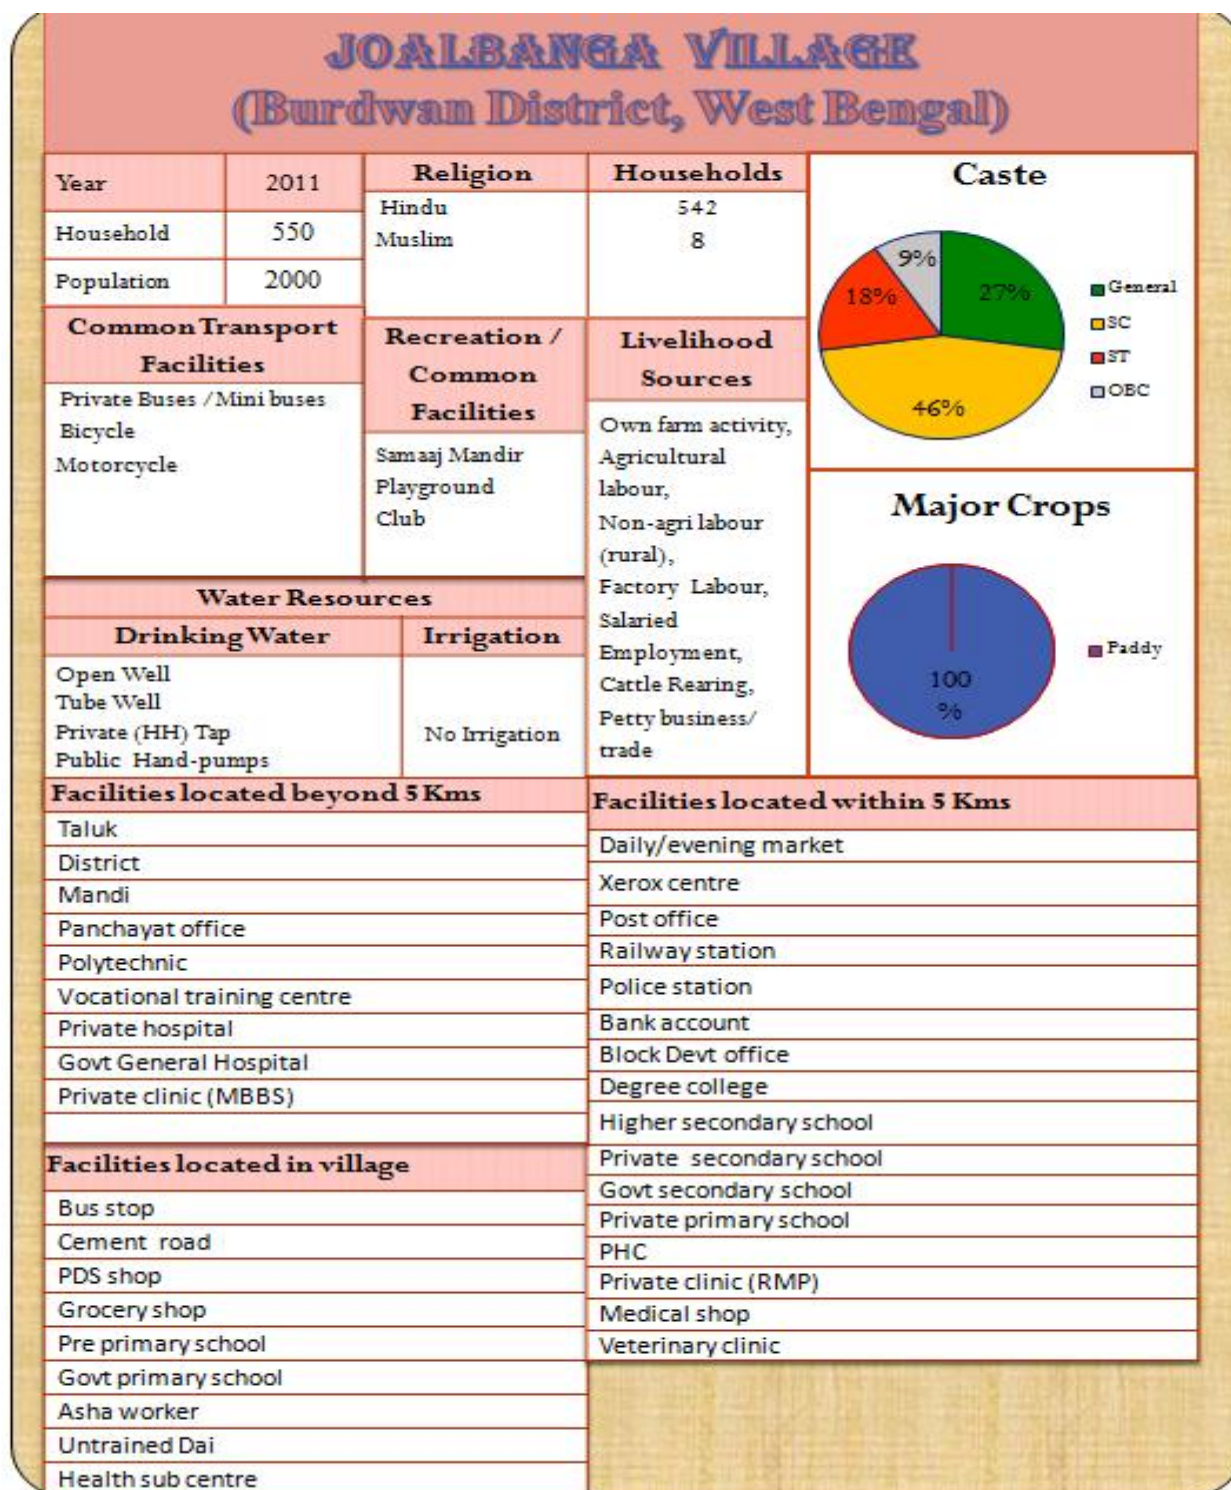 JOALBANGA VILLAGE
(Burdwan District, West Bengal)
Year 2011
Household 550
Population 2000
Religion Households
Hindu 542
Muslim 8
Caste
9%
27%
18%
46%
General
SC
ST
OBC
Common Transport
Facilities
Private Buses / Mini buses
Bicycle
Motorcycle
Recreation /
Common
Facilities
Samaaj Mandir
Playground
Club
Livelihood
Sources
Own farm activity,
Agricultural
labour,
Non-agri labour
(rural),
Factory Labour,
Salaried
Employment,
Cattle Rearing,
Petty business/
trade
Major Crops
100
%
Paddy
Water Resources
Drinking Water Irrigation
Open Well
Tube Well
Private (HH) Tap
Public Hand-pumps
No Irrigation
Facilities located beyond 5 Kms
Taluk
District
Mandi
Panchayat office
Polytechnic
Vocational training centre
Private hospital
Govt General Hospital
Private clinic (MBBS)
Facilities located in village
Bus stop
Cement road
PDS shop
Grocery shop
Pre primary school
Govt primary school
Asha worker
Untrained Dai
Health sub centre
Facilities located within 5 Kms
Daily/evening market
Xerox centre
Post office
Railway station
Police station
Bank account
Block Devt office
Degree college
Higher secondary school
Private secondary school
Govt secondary school
Private primary school
PHC
Private clinic (RMP)
Medical shop
Veterinary clinic